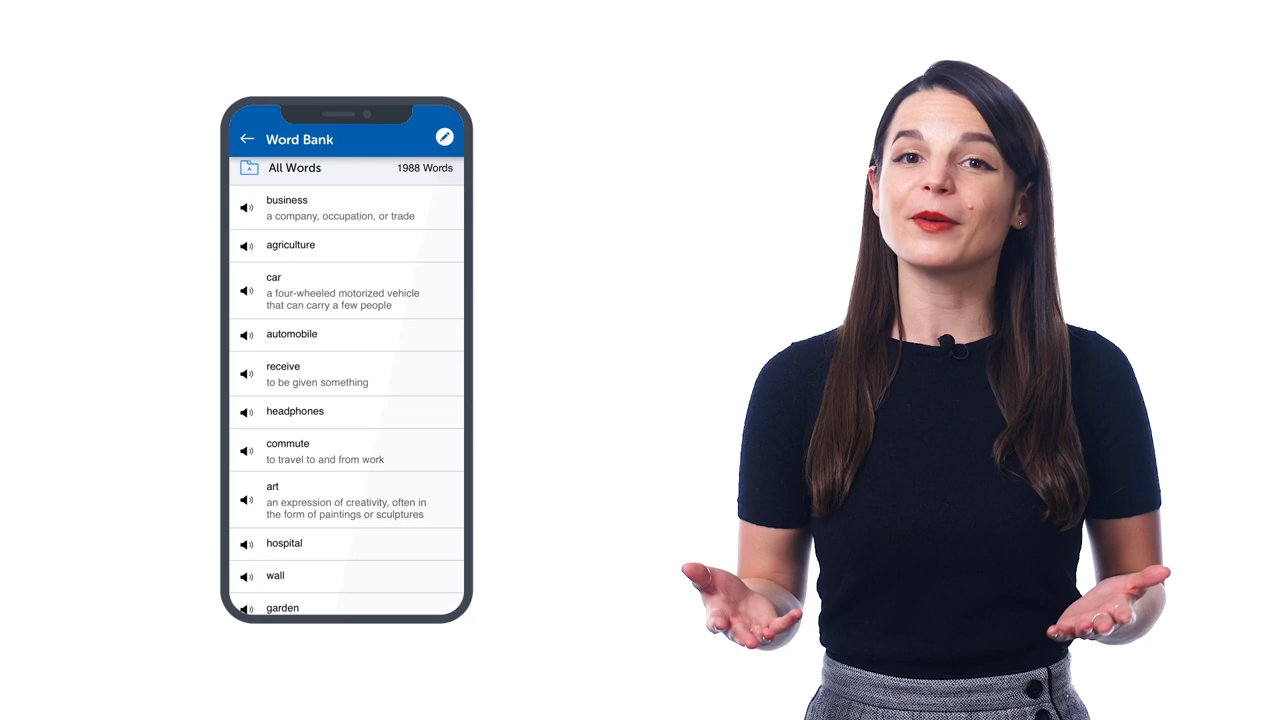 Word Bank
All Words 1988 Words
business
a company, occupation, or trade
agriculture
car
a four-wheeled motorized vehicle
that can carry a few people
automobile
receive
to be given something
headphones
commute
to travel to and from work
art
an expression of creativity, often in
the form of paintings or sculptures
hospital
wall
garden